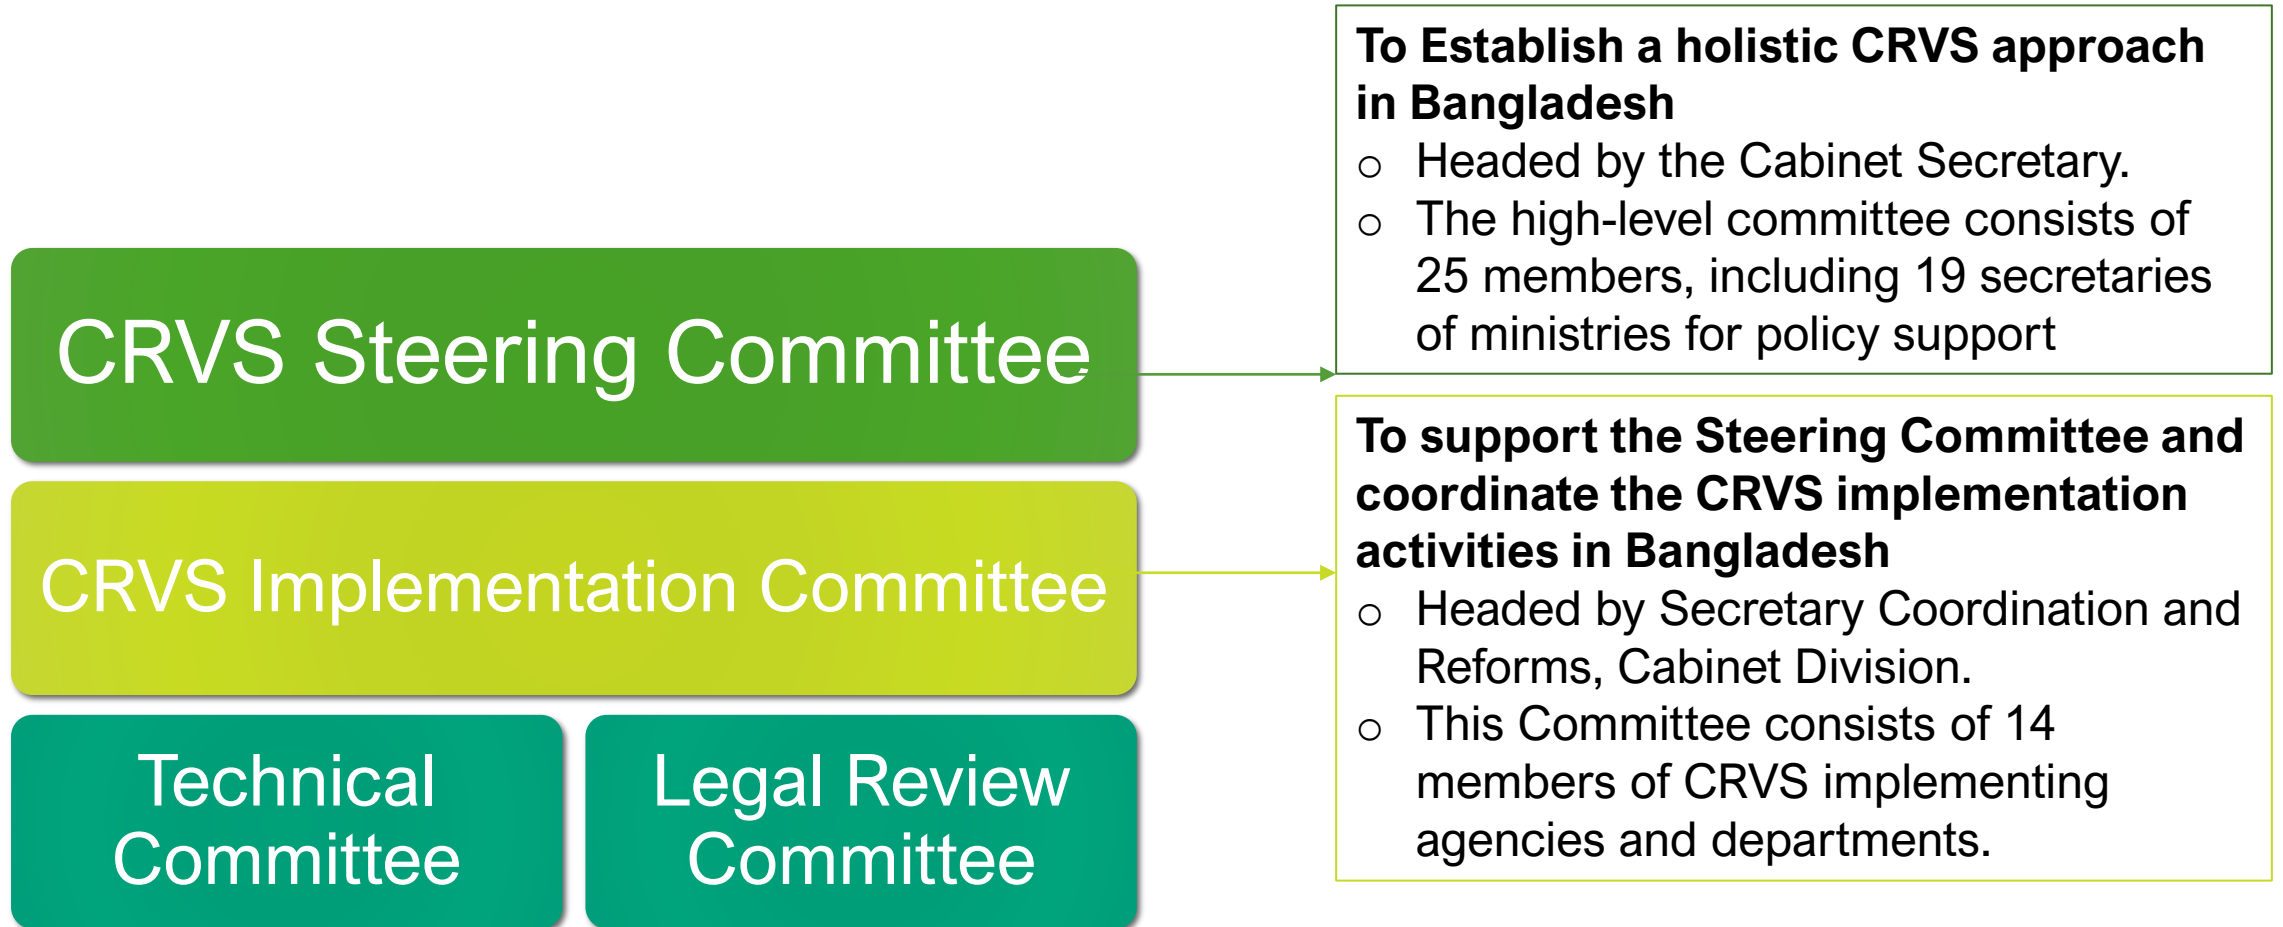 To Establish a holistic CRVS approach
in Bangladesh
o Headed by the Cabinet Secretary.
o The high-level committee consists of
25 members, including 19 secretaries
of ministries for policy support
CRVS Steering Committee
To support the Steering Committee and
coordinate the CRVS implementation
activities in Bangladesh
o Headed by Secretary Coordination and
Reforms, Cabinet Division.
o This Committee consists of 14
members of CRVS implementing
agencies and departments.
CRVS Implementation Committee
Technical
Committee
Legal Review
Committee